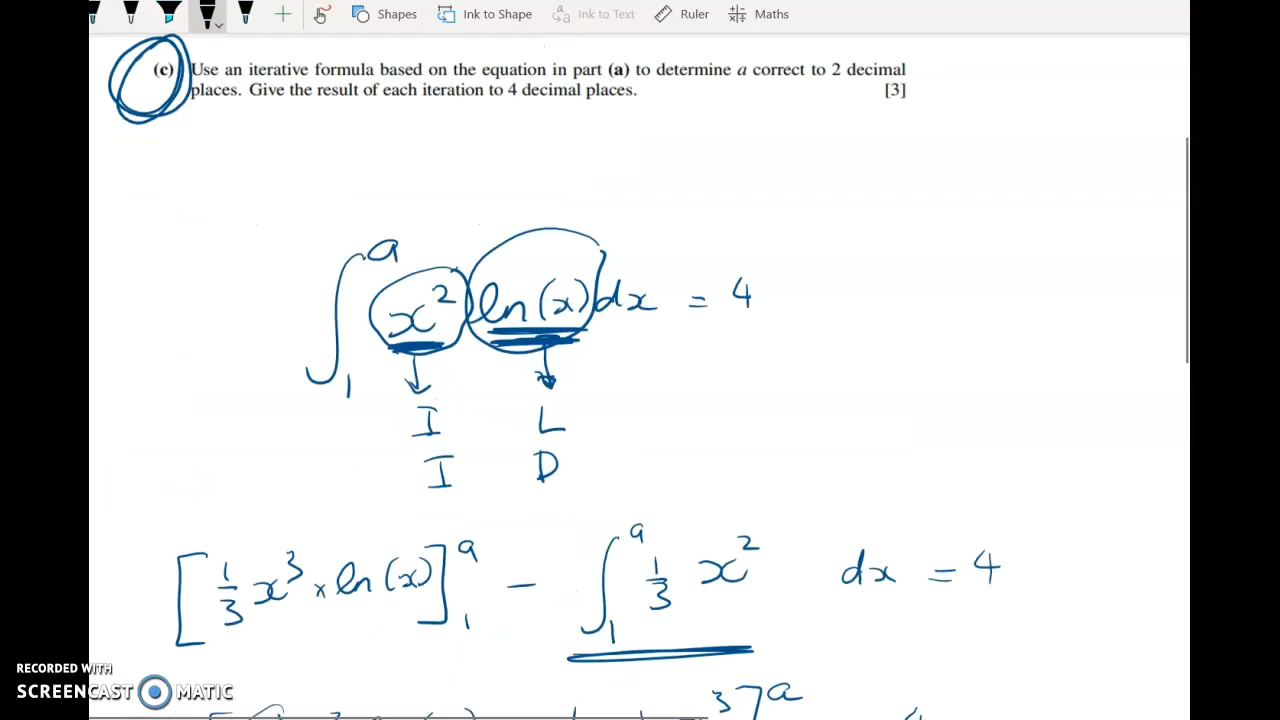 Shapes Ink to Shape Ink to Text Ruler Maths
(c) Use an iterative formula based on the equation in part (a) to determine a correct to 2 decimal
places. Give the result of each iteration to 4 decimal places. [3]
∫₁ᵃ x² ln(x) dx = 4
I L
I D
[⅓x³ × ln(x)]₁ᵃ − ∫₁ᵃ ⅓ x² dx = 4
RECORDED WITH
SCREENCAST MATIC